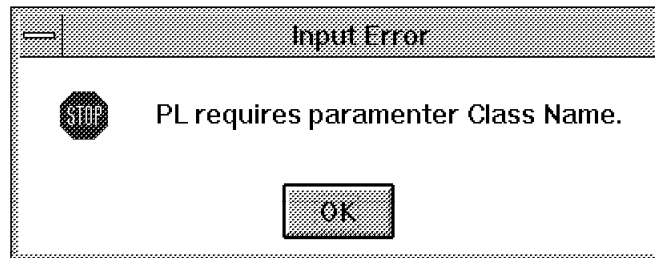 Input Error
STOP
PL requires paramenter Class Name.
OK